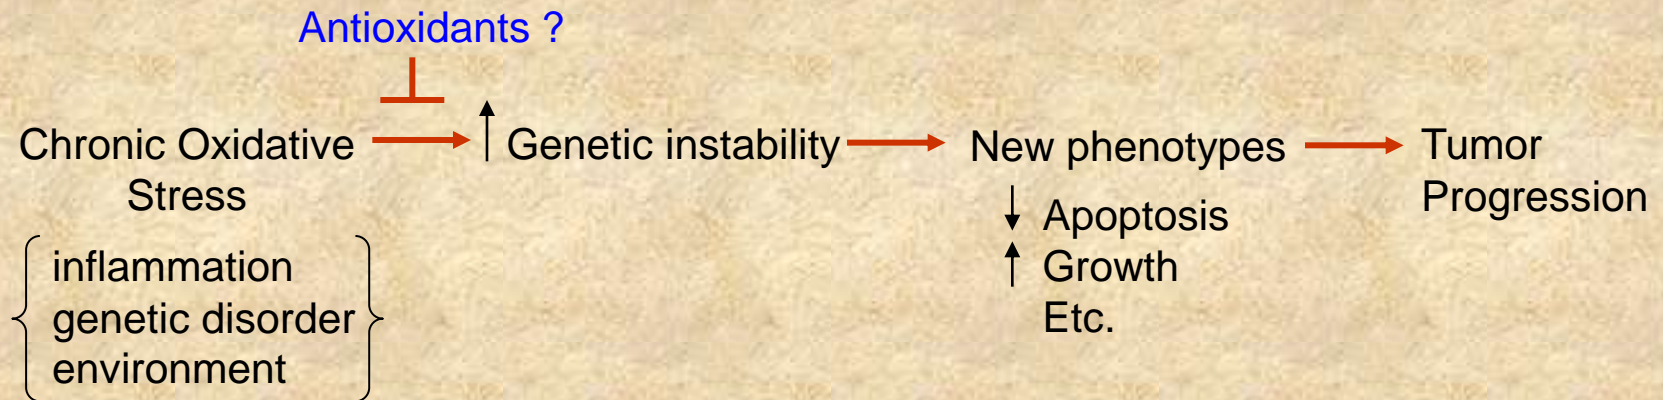 Antioxidants ?
Chronic Oxidative
Stress
inflammation
genetic disorder
environment
↑ Genetic instability
New phenotypes
↓ Apoptosis
↑ Growth
Etc.
Tumor
Progression